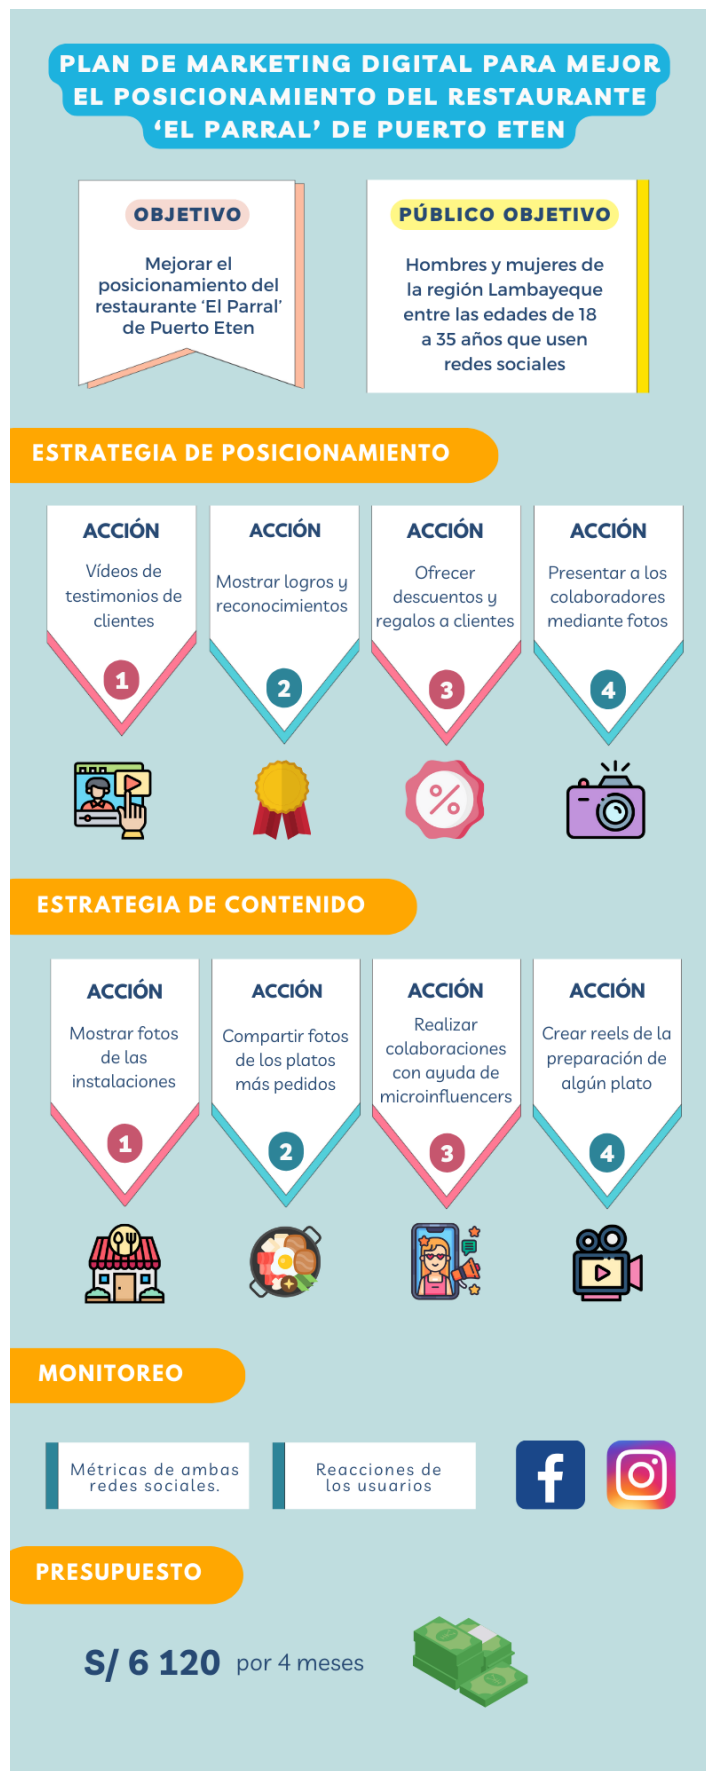 PLAN DE MARKETING DIGITAL PARA MEJOR
EL POSICIONAMIENTO DEL RESTAURANTE
‘EL PARRAL’ DE PUERTO ETEN
OBJETIVO
Mejorar el
posicionamiento del
restaurante ‘El Parral’
de Puerto Eten
PÚBLICO OBJETIVO
Hombres y mujeres de
la región Lambayeque
entre las edades de 18
a 35 años que usen
redes sociales
ESTRATEGIA DE POSICIONAMIENTO
ACCIÓN
Vídeos de
testimonios de
clientes
1
ACCIÓN
Mostrar logros y
reconocimientos
2
ACCIÓN
Ofrecer
descuentos y
regalos a clientes
3
ACCIÓN
Presentar a los
colaboradores
mediante fotos
4
%
ESTRATEGIA DE CONTENIDO
ACCIÓN
Mostrar fotos
de las
instalaciones
1
ACCIÓN
Compartir fotos
de los platos
más pedidos
2
ACCIÓN
Realizar
colaboraciones
con ayuda de
microinfluencers
3
ACCIÓN
Crear reels de la
preparación de
algún plato
4
MONITOREO
Métricas de ambas
redes sociales.
Reacciones de
los usuarios
f
PRESUPUESTO
S/ 6 120 por 4 meses